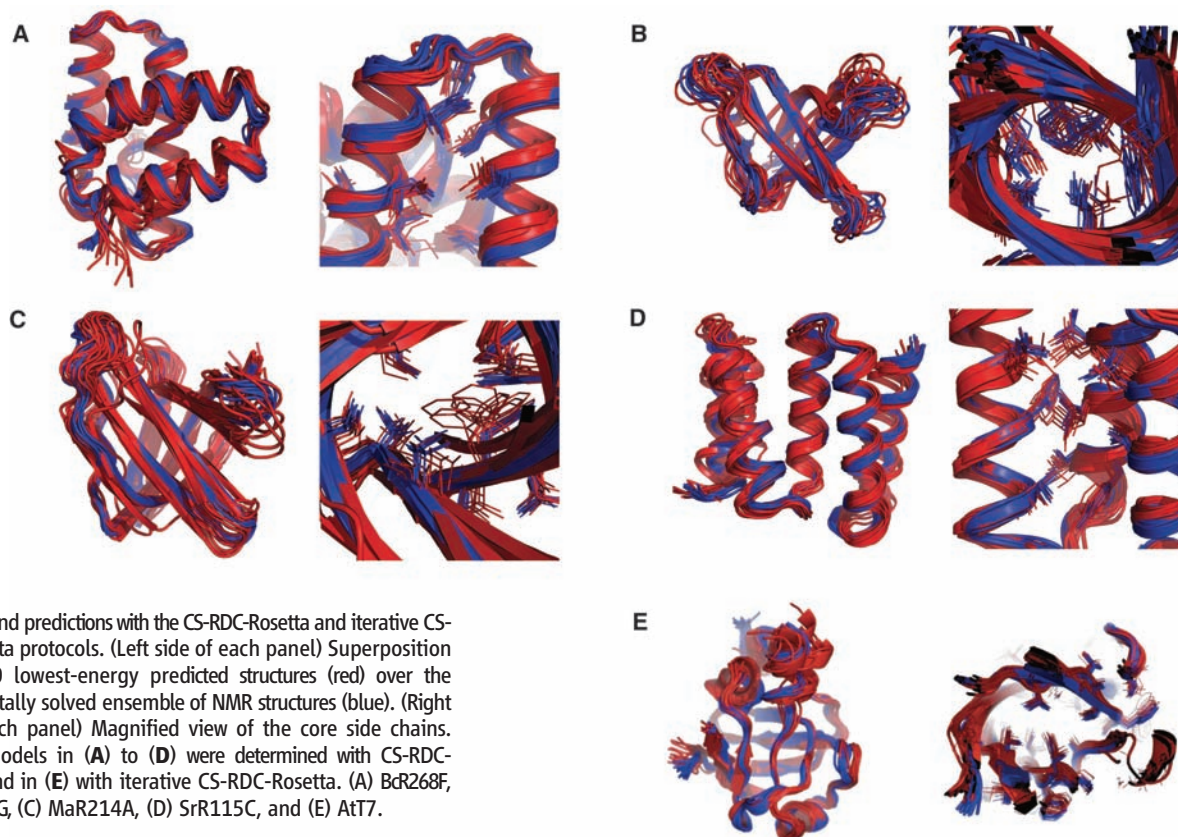 A
B
C
D
nd predictions with the CS-RDC-Rosetta and iterative CS-
ta protocols. (Left side of each panel) Superposition
0 lowest-energy predicted structures (red) over the
tally solved ensemble of NMR structures (blue). (Right
ch panel) Magnified view of the core side chains.
odels in (A) to (D) were determined with CS-RDC-
nd in (E) with iterative CS-RDC-Rosetta. (A) BcR268F,
G, (C) MaR214A, (D) SrR115C, and (E) AtT7.
E